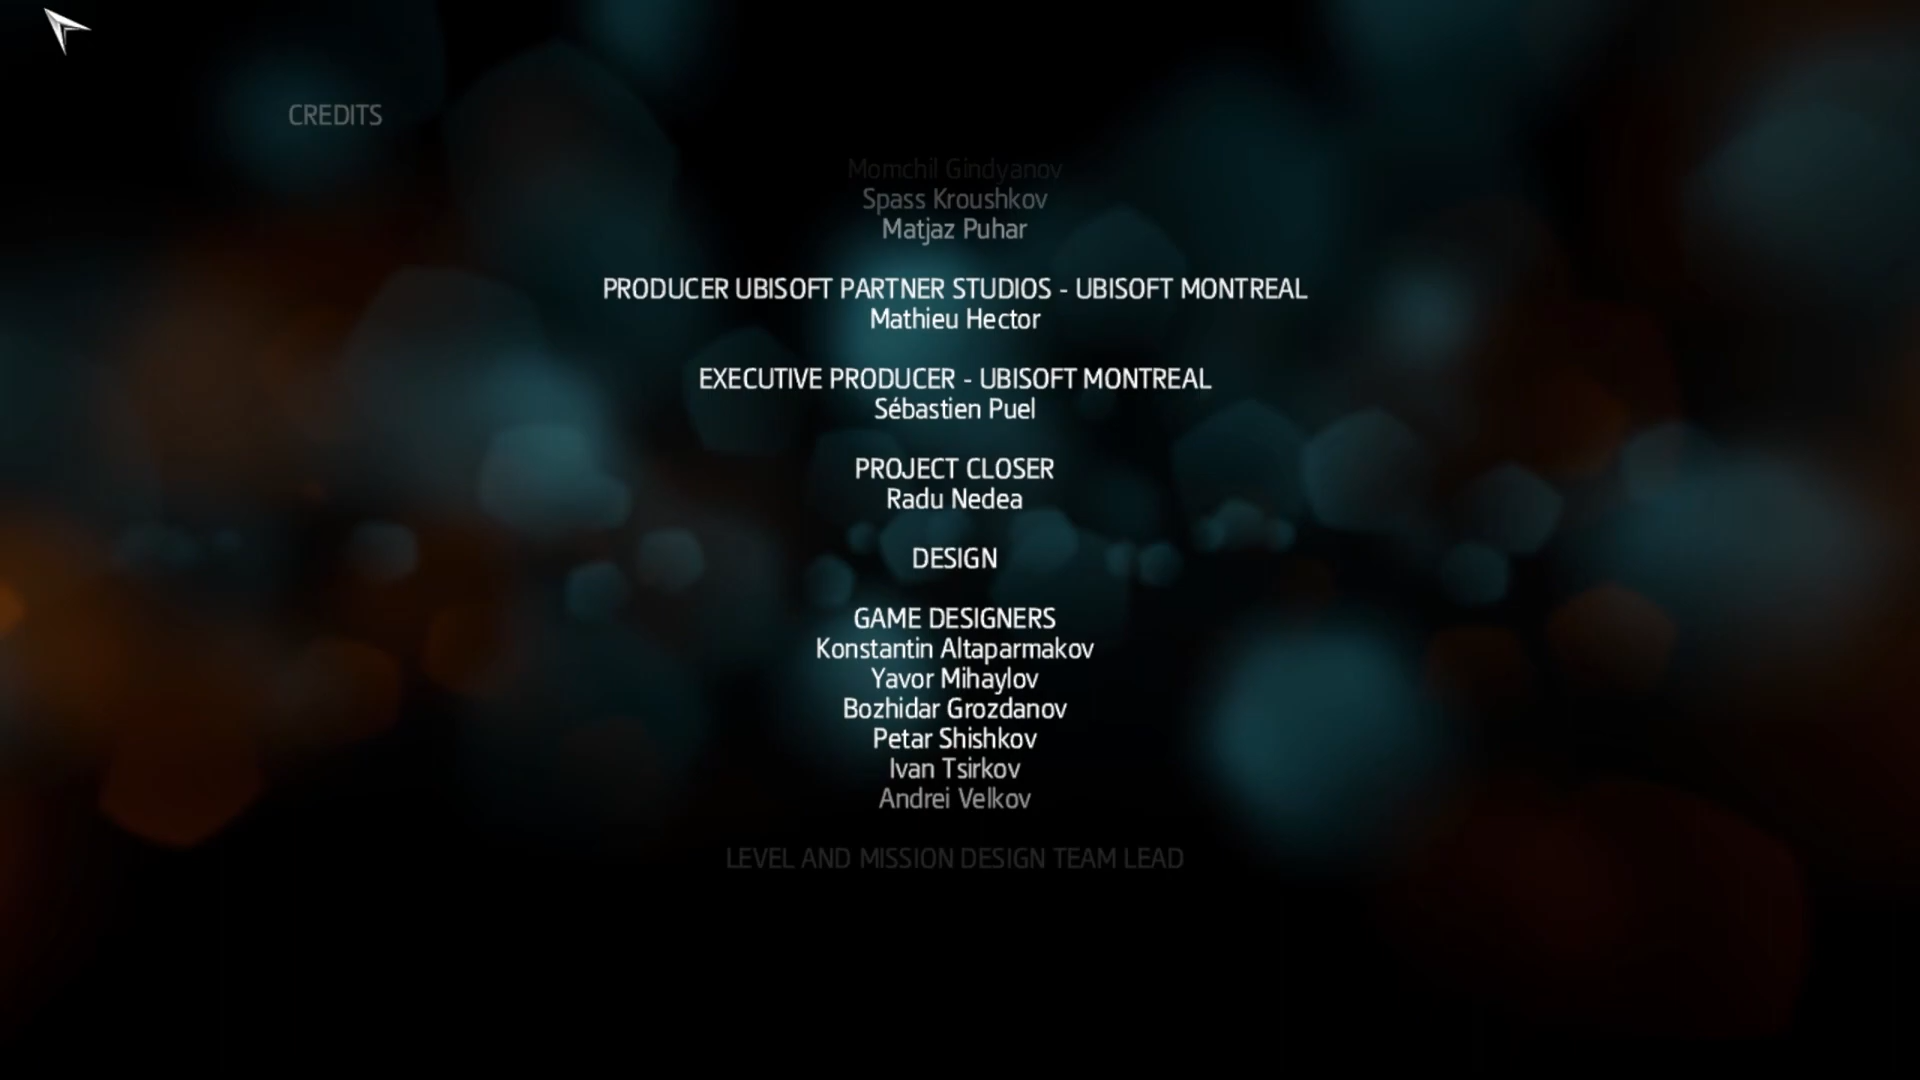 CREDITS
Momchil Gindyanov
Spass Kroushkov
Matjaz Puhar
PRODUCER UBISOFT PARTNER STUDIOS - UBISOFT MONTREAL
Mathieu Hector
EXECUTIVE PRODUCER - UBISOFT MONTREAL
Sébastien Puel
PROJECT CLOSER
Radu Nedea
DESIGN
GAME DESIGNERS
Konstantin Altaparmakov
Yavor Mihaylov
Bozhidar Grozdanov
Petar Shishkov
Ivan Tsirkov
Andrei Velkov
LEVEL AND MISSION DESIGN TEAM LEAD